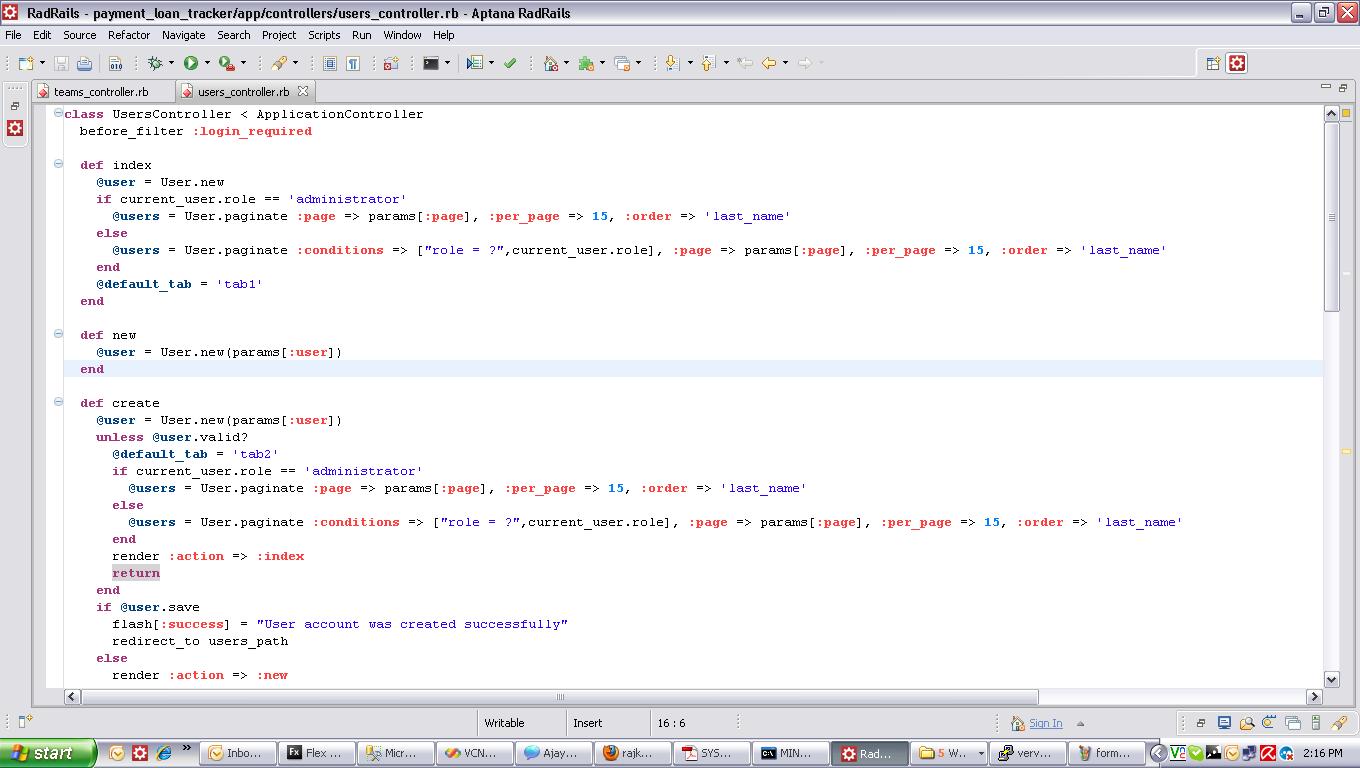 RadRails - payment_loan_tracker/app/controllers/users_controller.rb - Aptana RadRails
File Edit Source Refactor Navigate Search Project Scripts Run Window Help
teams_controller.rb users_controller.rb
class UsersController < ApplicationController
before_filter :login_required
def index
@user = User.new
if current_user.role == 'administrator'
@users = User.paginate :page => params[:page], :per_page => 15, :order => 'last_name'
else
@users = User.paginate :conditions => ["role = ?",current_user.role], :page => params[:page], :per_page => 15, :order => 'last_name'
end
@default_tab = 'tab1'
end
def new
@user = User.new(params[:user])
end
def create
@user = User.new(params[:user])
unless @user.valid?
@default_tab = 'tab2'
if current_user.role == 'administrator'
@users = User.paginate :page => params[:page], :per_page => 15, :order => 'last_name'
else
@users = User.paginate :conditions => ["role = ?",current_user.role], :page => params[:page], :per_page => 15, :order => 'last_name'
end
render :action => :index
return
end
if @user.save
flash[:success] = "User account was created successfully"
redirect_to users_path
else
render :action => :new
Writable Insert 16 : 6 Sign In
start Inbo... Flex ... Micr... VCN... Ajay... rajk... SYS... MIN... Rad... 5 W... verv... form... 2:16 PM